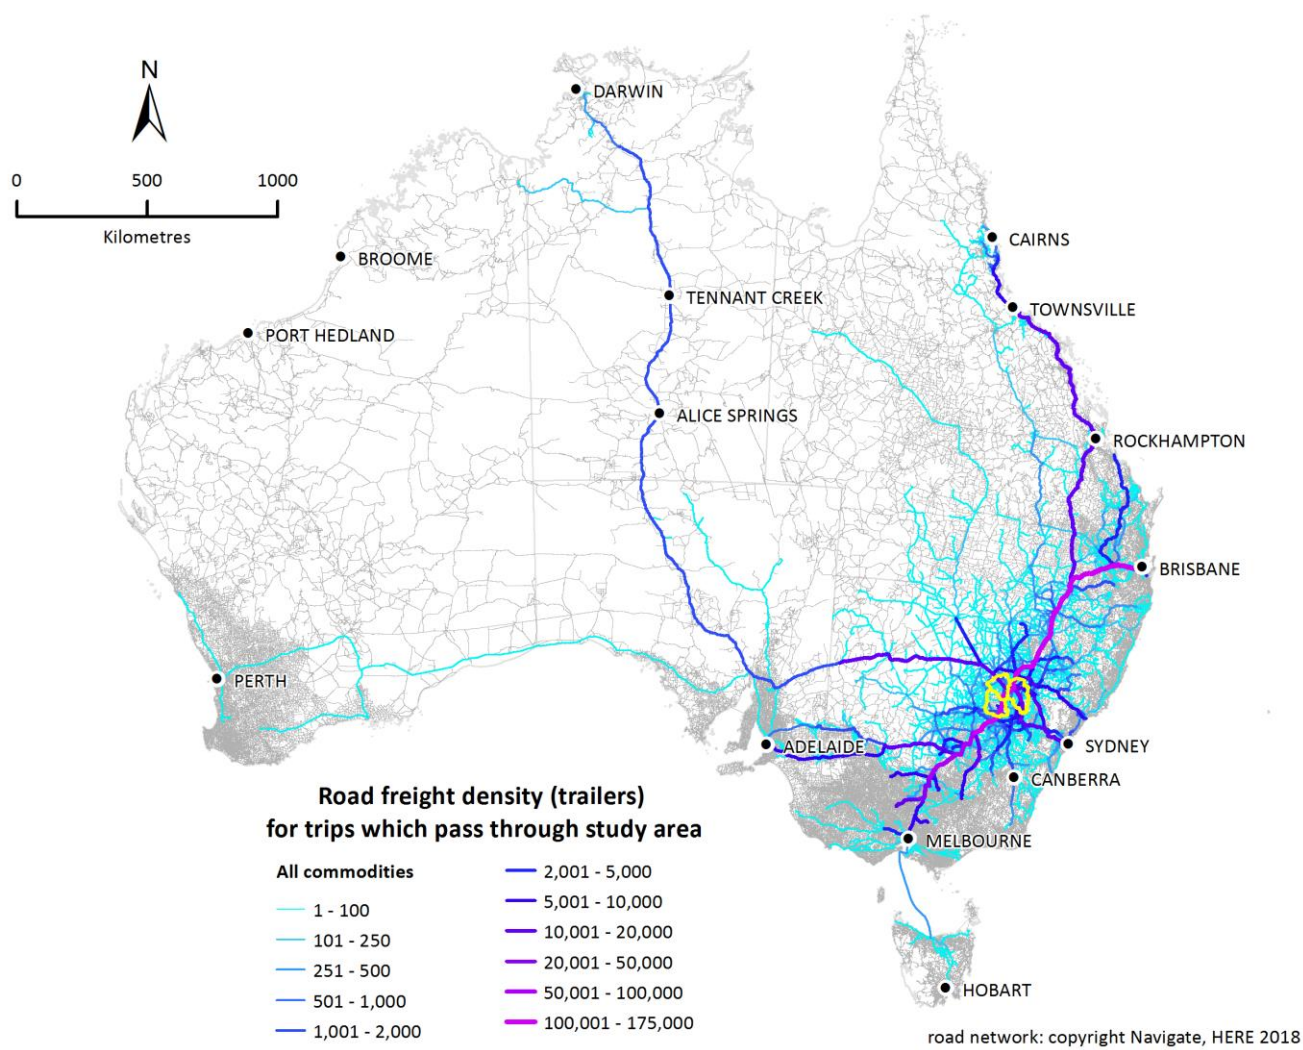 N
DARWIN
0 500 1000
Kilometres
CAIRNS
BROOME
TENNANT CREEK
TOWNSVILLE
PORT HEDLAND
ALICE SPRINGS
ROCKHAMPTON
BRISBANE
PERTH
ADELAIDE
SYDNEY
CANBERRA
MELBOURNE
HOBART
Road freight density (trailers)
for trips which pass through study area
All commodities
1 - 100
101 - 250
251 - 500
501 - 1,000
1,001 - 2,000
2,001 - 5,000
5,001 - 10,000
10,001 - 20,000
20,001 - 50,000
50,001 - 100,000
100,001 - 175,000
road network: copyright Navigate, HERE 2018